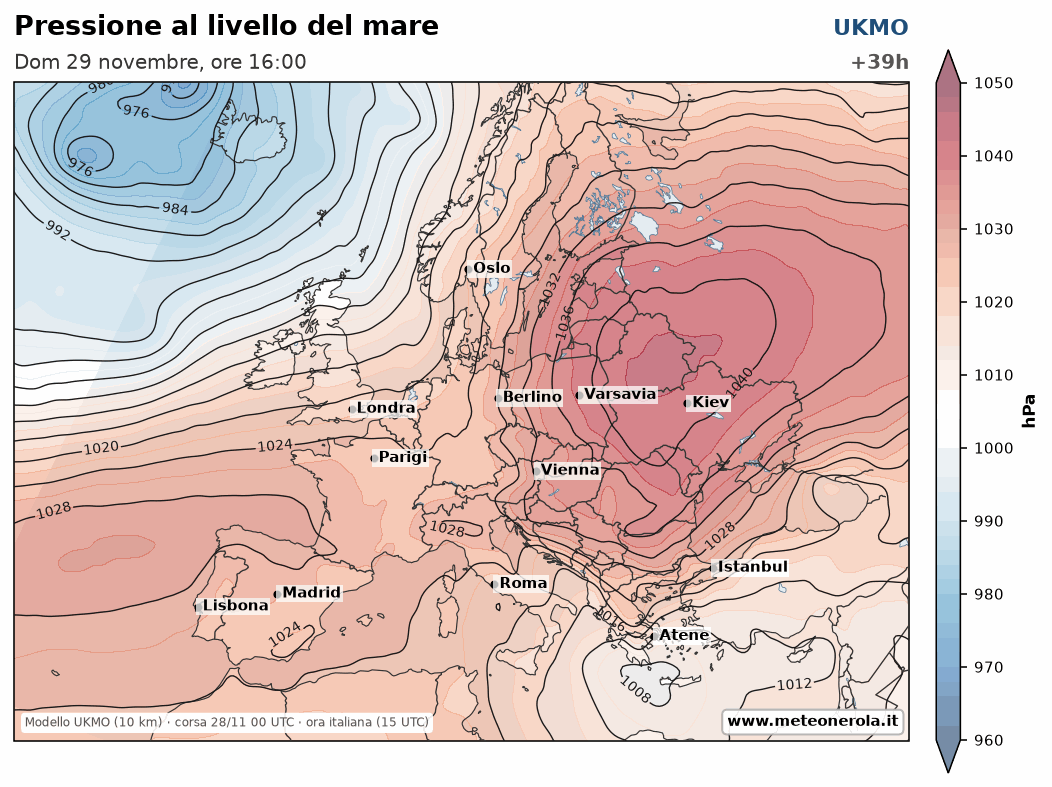 Pressione al livello del mare
UKMO
Dom 29 novembre, ore 16:00
+39h
976
976
984
992
1020
1024
1028
1032
1036
1040
1028
1024
1028
1016
1008
1012
Oslo
Berlino
Varsavia
Kiev
Londra
Parigi
Vienna
Istanbul
Roma
Madrid
Lisbona
Atene
1050
1040
1030
1020
1010
1000
990
980
970
960
hPa
Modello UKMO (10 km) · corsa 28/11 00 UTC · ora italiana (15 UTC)
www.meteonerola.it